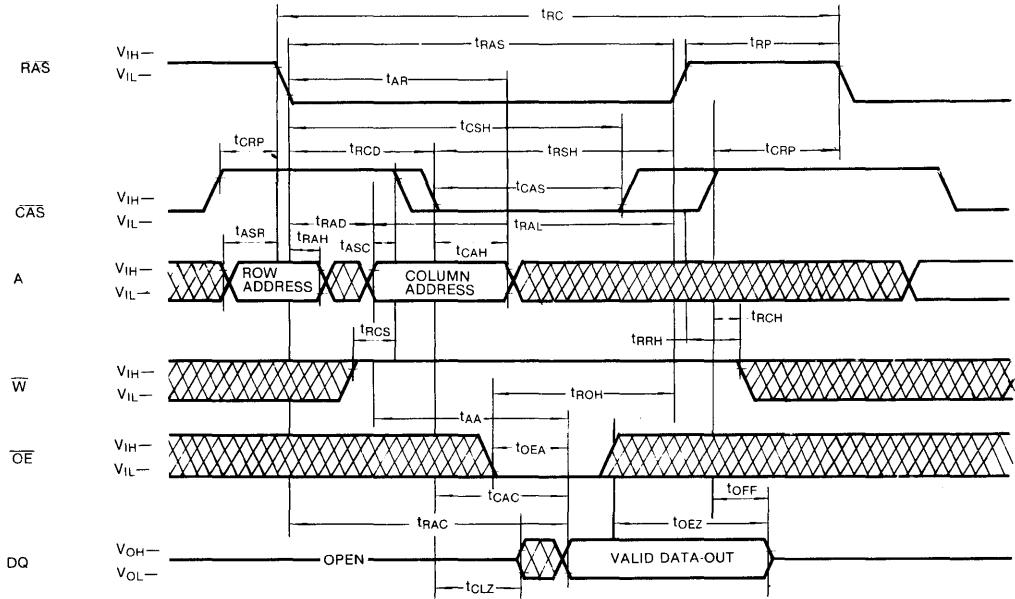 tRC
tRAS
tRP
VIH
RAS
VIL
tAR
tCSH
tCRP
tRCD
tRSH
tCRP
VIH
tCAS
CAS
VIL
tRAD
tRAL
tASR
tRAH
tASC
tCAH
A
VIH
VIL
ROW
ADDRESS
COLUMN
ADDRESS
tRCH
tRCS
tRRH
W
VIH
VIL
tROH
tAA
OE
VIH
VIL
tOEA
tCAC
tOFF
tRAC
tOEZ
DQ
VOH
VOL
OPEN
VALID DATA-OUT
tCLZ